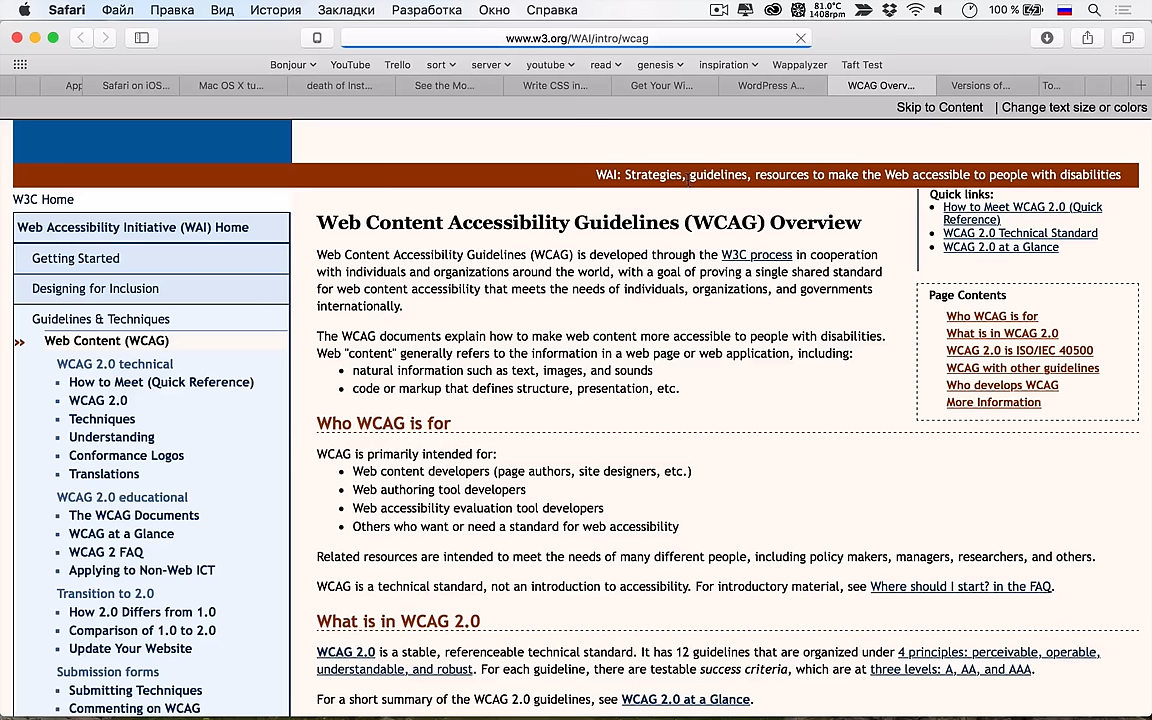 Safari Файл Правка Вид История Закладки Разработка Окно Справка 81.0°C 1408rpm 100 %
www.w3.org/WAI/intro/wcag
Bonjour YouTube Trello sort server youtube read genesis inspiration Wappalyzer Taft Test
App Safari on iOS... Mac OS X tu... death of Inst... See the Mo... Write CSS in... Get Your Wi... WordPress A... WCAG Overv... Versions of... To...
Skip to Content | Change text size or colors
WAI: Strategies, guidelines, resources to make the Web accessible to people with disabilities
W3C Home
Web Accessibility Initiative (WAI) Home
Getting Started
Designing for Inclusion
Guidelines & Techniques
» Web Content (WCAG)
WCAG 2.0 technical
How to Meet (Quick Reference)
WCAG 2.0
Techniques
Understanding
Conformance Logos
Translations
WCAG 2.0 educational
The WCAG Documents
WCAG at a Glance
WCAG 2 FAQ
Applying to Non-Web ICT
Transition to 2.0
How 2.0 Differs from 1.0
Comparison of 1.0 to 2.0
Update Your Website
Submission forms
Submitting Techniques
Commenting on WCAG
Web Content Accessibility Guidelines (WCAG) Overview
Web Content Accessibility Guidelines (WCAG) is developed through the W3C process in cooperation
with individuals and organizations around the world, with a goal of proving a single shared standard
for web content accessibility that meets the needs of individuals, organizations, and governments
internationally.
The WCAG documents explain how to make web content more accessible to people with disabilities.
Web "content" generally refers to the information in a web page or web application, including:
• natural information such as text, images, and sounds
• code or markup that defines structure, presentation, etc.
Who WCAG is for
WCAG is primarily intended for:
• Web content developers (page authors, site designers, etc.)
• Web authoring tool developers
• Web accessibility evaluation tool developers
• Others who want or need a standard for web accessibility
Related resources are intended to meet the needs of many different people, including policy makers, managers, researchers, and others.
WCAG is a technical standard, not an introduction to accessibility. For introductory material, see Where should I start? in the FAQ.
What is in WCAG 2.0
WCAG 2.0 is a stable, referenceable technical standard. It has 12 guidelines that are organized under 4 principles: perceivable, operable,
understandable, and robust. For each guideline, there are testable success criteria, which are at three levels: A, AA, and AAA.
For a short summary of the WCAG 2.0 guidelines, see WCAG 2.0 at a Glance.
Quick links:
• How to Meet WCAG 2.0 (Quick
Reference)
• WCAG 2.0 Technical Standard
• WCAG 2.0 at a Glance
Page Contents
Who WCAG is for
What is in WCAG 2.0
WCAG 2.0 is ISO/IEC 40500
WCAG with other guidelines
Who develops WCAG
More Information